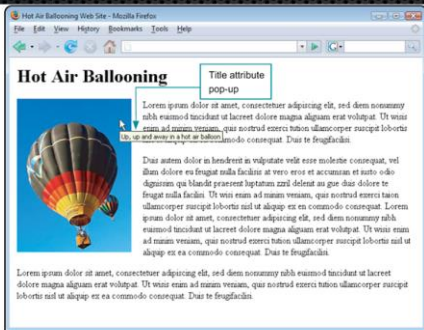 Hot Air Ballooning Web Site - Mozilla Firefox
File Edit View History Bookmarks Tools Help
G
Hot Air Ballooning
Title attribute
pop-up
Lorem ipsum dolor sit amet, consectetuer adipiscing elit, sed diem nonummy
nibh euismod tincidunt ut lacreet dolore magna aliguam erat volutpat. Ut wisis
enim ad minim veniam, quis nostrud exerci tution ullamcorper suscipit lobortis
nisl ut aliquip ex ea commodo consequat. Duis te feugifacilisi.
Up, up and away in a hot air balloon
Duis autem dolor in hendrerit in vulputate velit esse molestie consequat, vel
illum dolore eu feugiat nulla facilisis at vero eros et accumsan et iusto odio
dignissim qui blandit praesent luptatum zzril delenit au gue duis dolore te
feugat nulla facilisi. Ut wisi enim ad minim veniam, quis nostrud exerci taion
ullamcorper suscipit lobortis nisl ut aliquip ex en commodo consequat. Lorem
ipsum dolor sit amet, consectetuer adipiscing elit, sed diem nonummy nibh
euismod tincidunt ut lacreet dolore magna aliguam erat volutpat. Ut wisis enim
ad minim veniam, quis nostrud exerci tution ullamcorper suscipit lobortis nisl ut
aliquip ex ea commodo consequat. Duis te feugifacilisi.
Lorem ipsum dolor sit amet, consectetuer adipiscing elit, sed diem nonummy nibh euismod tincidunt ut lacreet
dolore magna aliguam erat volutpat. Ut wisis enim ad minim veniam, quis nostrud exerci tution ullamcorper suscipit
lobortis nisl ut aliquip ex ea commodo consequat. Duis te feugifacilisi.